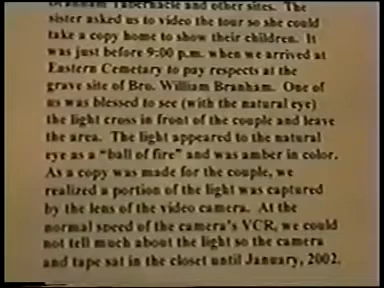 Branham Tabernacle and other sites. The
sister asked us to video the tour so she could
take a copy home to show their children. It
was just before 9:00 p.m. when we arrived at
Eastern Cemetary to pay respects at the
grave site of Bro. William Branham. One of
us was blessed to see (with the natural eye)
the light cross in front of the couple and leave
the area. The light appeared to the natural
eye as a "ball of fire" and was amber in color.
As a copy was made for the couple, we
realized a portion of the light was captured
by the lens of the video camera. At the
normal speed of the camera's VCR, we could
not tell much about the light so the camera
and tape sat in the closet until January, 2002.